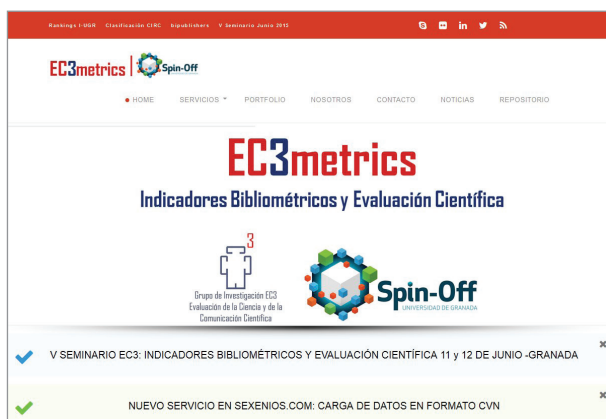 Rankings I-UGR Clasificación CIRC bipublishers V Seminario Junio 2015
EC3metrics | Spin-Off
HOME SERVICIOS PORTFOLIO NOSOTROS CONTACTO NOTICIAS REPOSITORIO
EC3metrics
Indicadores Bibliométricos y Evaluación Científica
3
Grupo de Investigación EC3
Evaluación de la Ciencia y de la
Comunicación Científica
Spin-Off
UNIVERSIDAD DE GRANADA
V SEMINARIO EC3: INDICADORES BIBLIOMÉTRICOS Y EVALUACIÓN CIENTÍFICA 11 y 12 DE JUNIO -GRANADA
NUEVO SERVICIO EN SEXENIOS.COM: CARGA DE DATOS EN FORMATO CVN